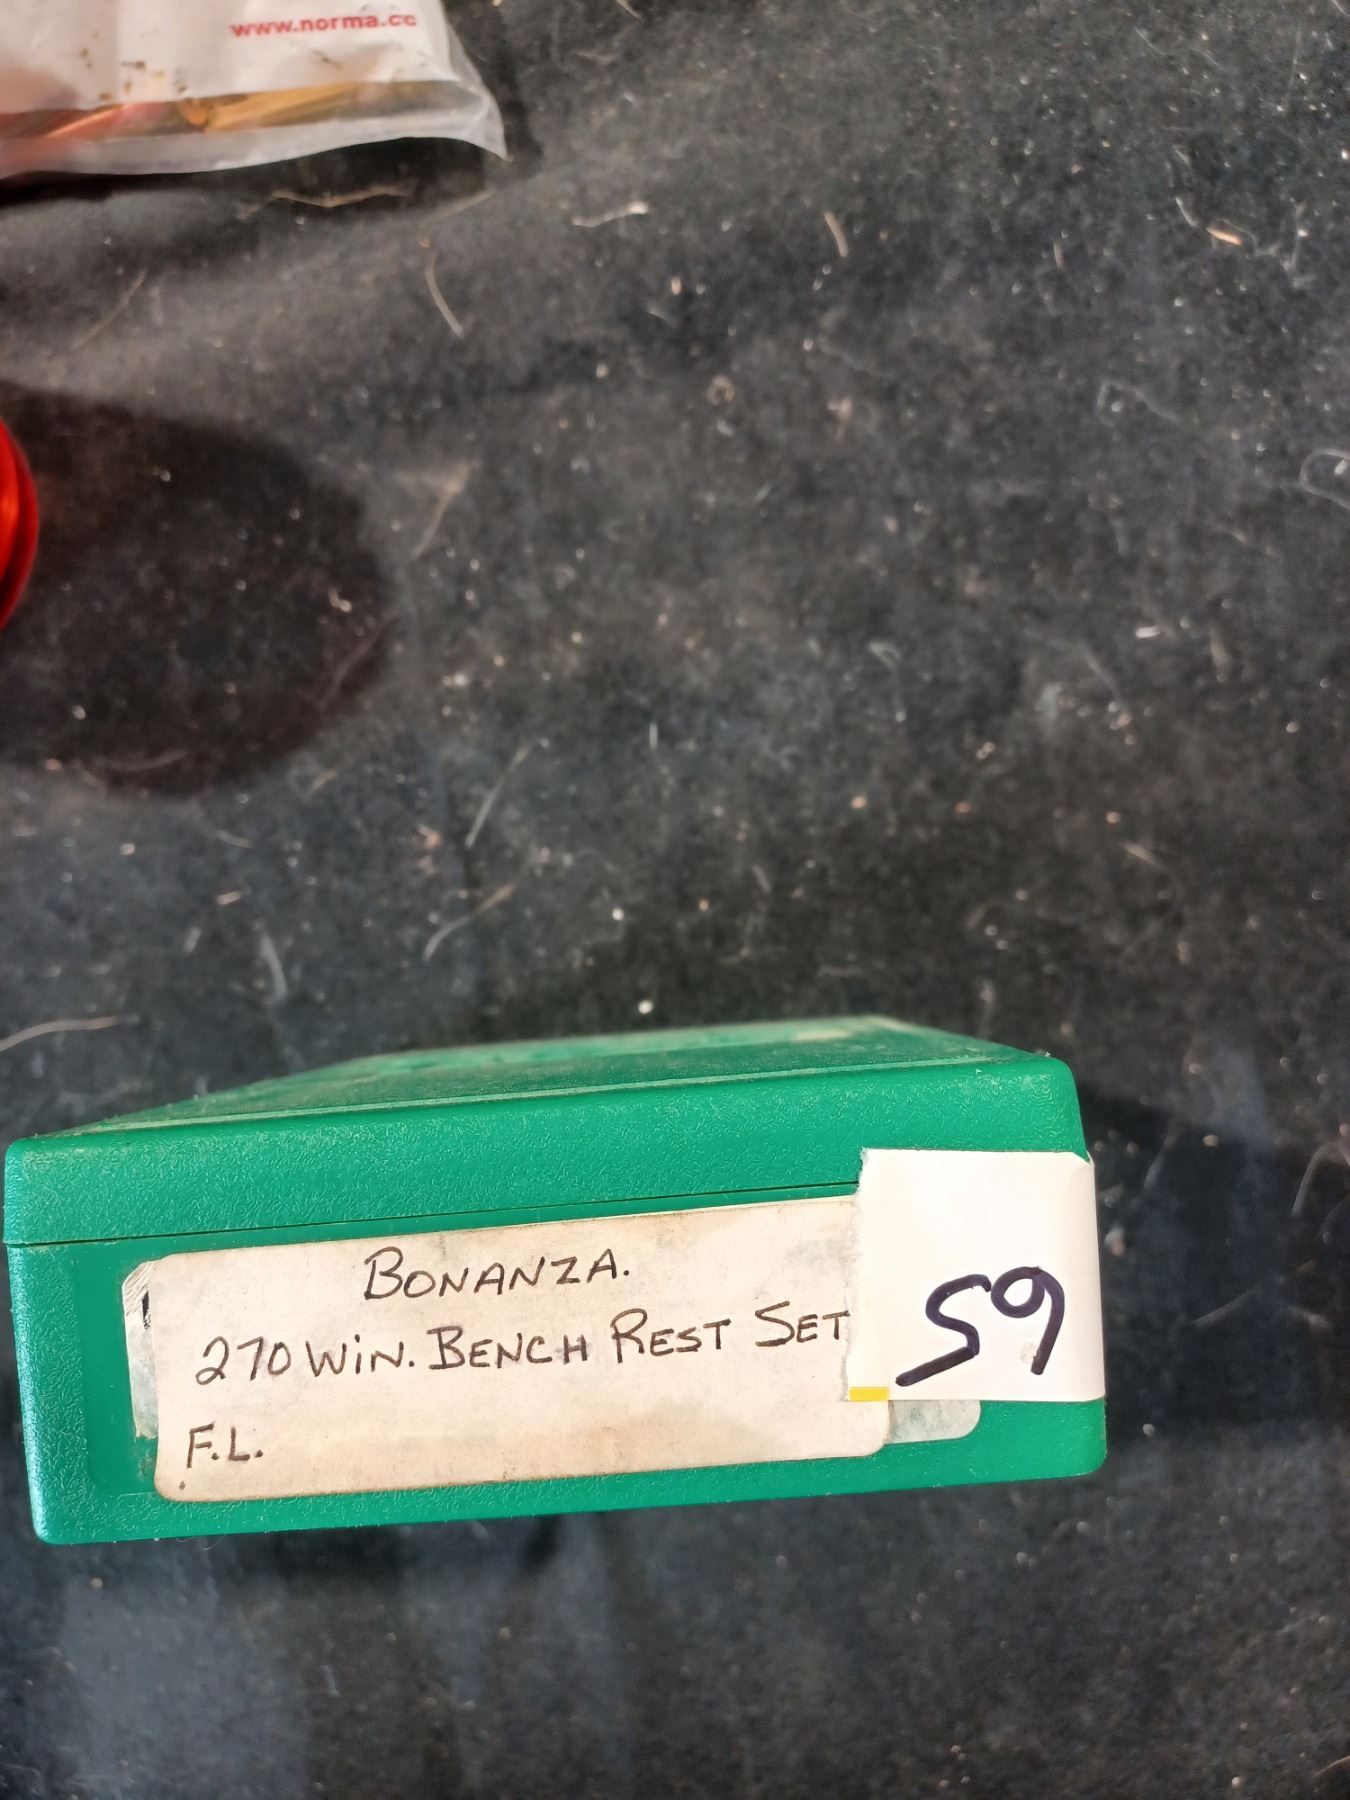 www.norma.cc
BONANZA.
270 WIN. BENCH REST SET
F.L.
59